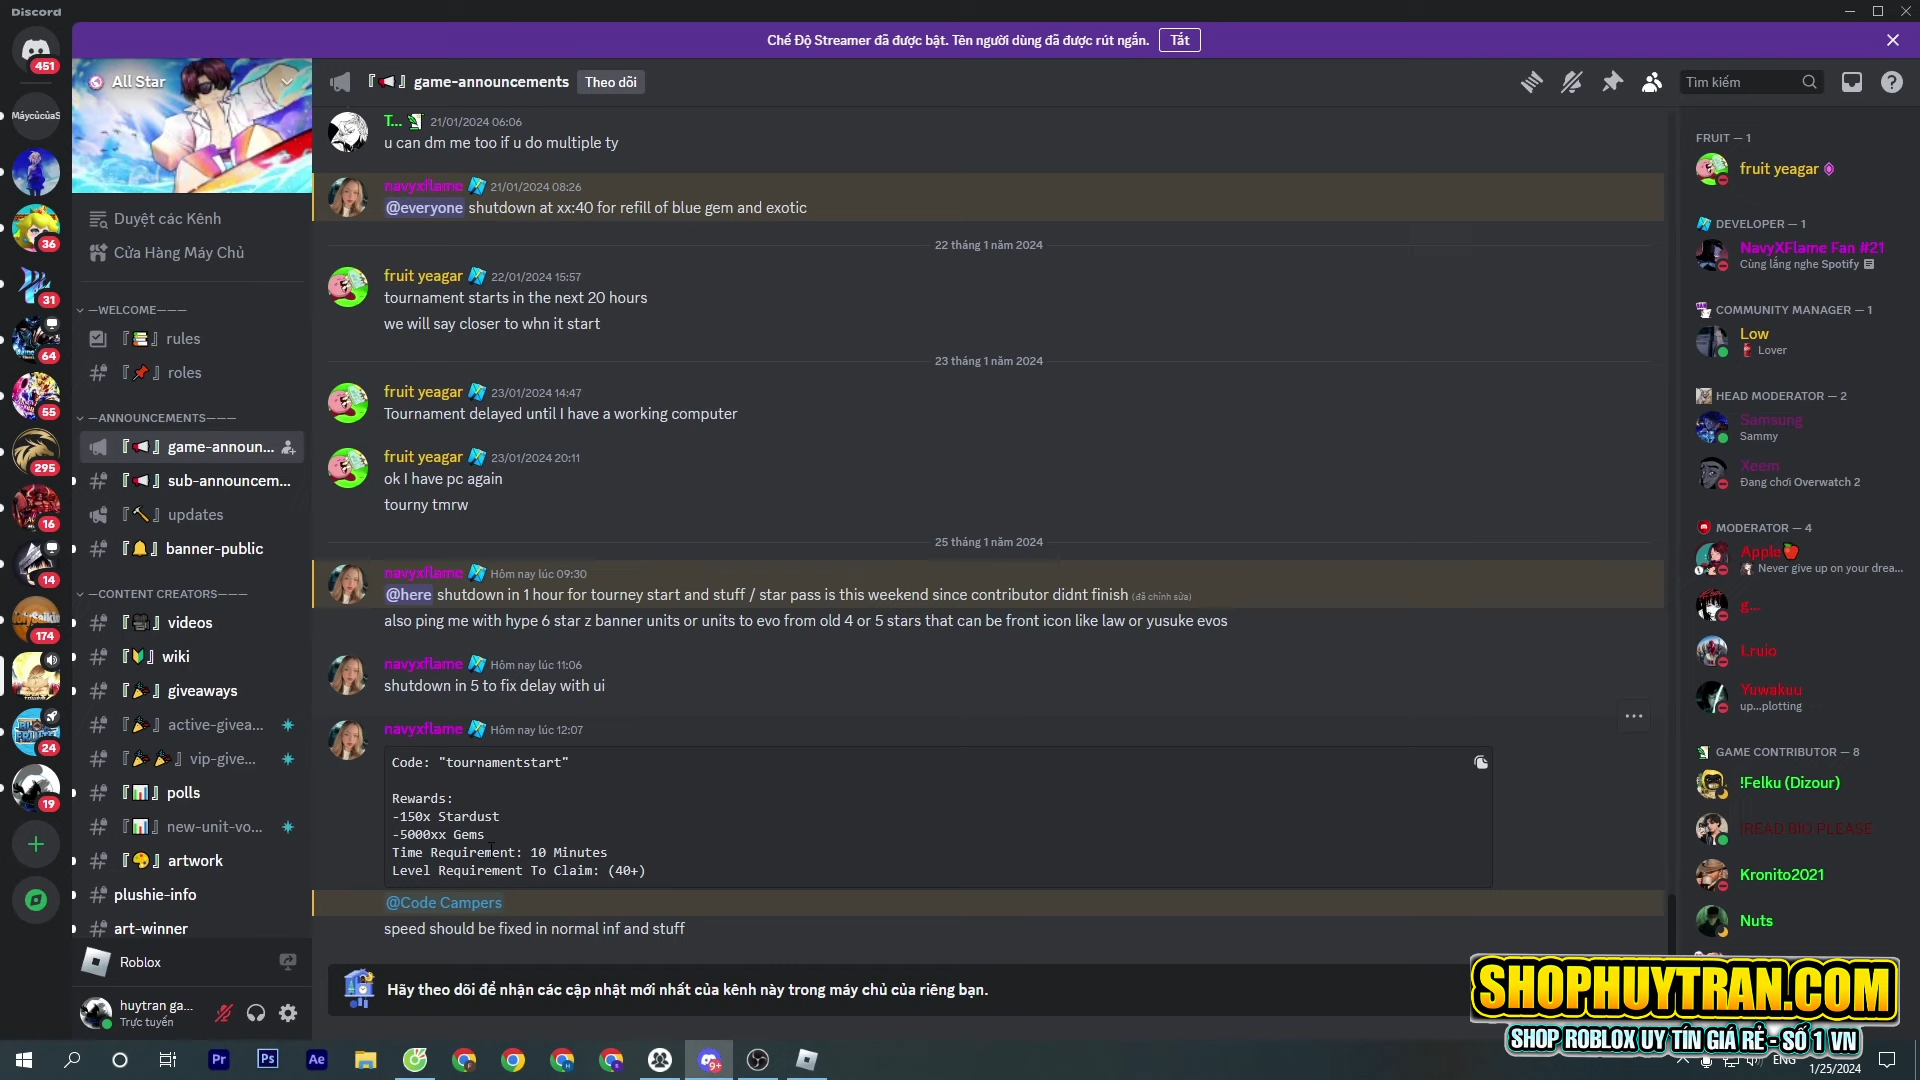 Discord
Chế Độ Streamer đã được bật. Tên người dùng đã được rút ngắn.
Tắt
451
MáycủcủaS
36
31
64
55
295
16
14
174
24
19
All Star
Duyệt các Kênh
Cửa Hàng Máy Chủ
—WELCOME———
『📚』 rules
『📌』 roles
—ANNOUNCEMENTS———
『📢』 game-announ...
『📢』 sub-announcem...
『🔨』 updates
『🔔』 banner-public
—CONTENT CREATORS———
『🎥』 videos
『🔰』 wiki
『🎉』 giveaways
『🎉』 active-givea...
『🎉🎉』 vip-give...
『📊』 polls
『📊』 new-unit-vo...
『🎨』 artwork
plushie-info
art-winner
Roblox
huytran ga...
Trực tuyến
『📢』 game-announcements
Theo dõi
Tìm kiếm
T... 21/01/2024 06:06
u can dm me too if u do multiple ty
navyxflame 21/01/2024 08:26
@everyone shutdown at xx:40 for refill of blue gem and exotic
22 tháng 1 năm 2024
fruit yeagar 22/01/2024 15:57
tournament starts in the next 20 hours
we will say closer to whn it start
23 tháng 1 năm 2024
fruit yeagar 23/01/2024 14:47
Tournament delayed until I have a working computer
fruit yeagar 23/01/2024 20:11
ok I have pc again
tourny tmrw
25 tháng 1 năm 2024
navyxflame Hôm nay lúc 09:30
@here shutdown in 1 hour for tourney start and stuff / star pass is this weekend since contributor didnt finish (đã chỉnh sửa)
also ping me with hype 6 star z banner units or units to evo from old 4 or 5 stars that can be front icon like law or yusuke evos
navyxflame Hôm nay lúc 11:06
shutdown in 5 to fix delay with ui
navyxflame Hôm nay lúc 12:07
Code: "tournamentstart"
Rewards:
-150x Stardust
-5000xx Gems
Time Requirement: 10 Minutes
Level Requirement To Claim: (40+)
@Code Campers
speed should be fixed in normal inf and stuff
Hãy theo dõi để nhận các cập nhật mới nhất của kênh này trong máy chủ của riêng bạn.
FRUIT — 1
fruit yeagar
DEVELOPER — 1
NavyXFlame Fan #21
Cùng lắng nghe Spotify
COMMUNITY MANAGER — 1
Low
Lover
HEAD MODERATOR — 2
Samsung
Sammy
Xeem
Đang chơi Overwatch 2
MODERATOR — 4
Apple🍎
Never give up on your drea...
g...
Lruio
Yuwakuu
up...plotting
GAME CONTRIBUTOR — 8
!Felku (Dizour)
!READ BIO PLEASE
Kronito2021
Nuts
SHOPHUYTRAN.COM
SHOP ROBLOX UY TÍN GIÁ RẺ - SỐ 1 VN
Pr
Ps
Ae
9+
ENG
1/25/2024